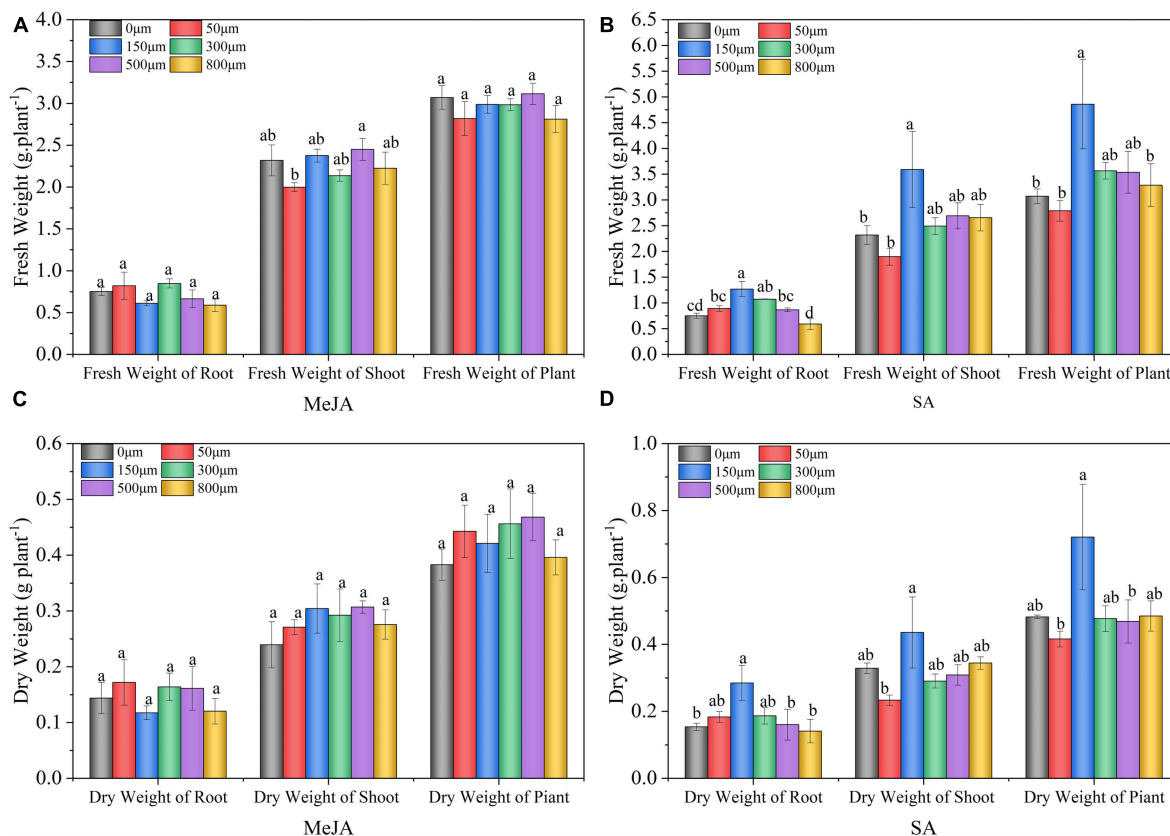 A
4.0
3.5
3.0
2.5
2.0
1.5
1.0
0.5
0.0
Fresh Weight (g.plant-1)
0μm 50μm
150μm 300μm
500μm 800μm
a a a a a a
ab b ab ab a ab
a a a a a a
Fresh Weight of Root Fresh Weight of Shoot Fresh Weight of Plant
MeJA
B
6.5
6.0
5.5
5.0
4.5
4.0
3.5
3.0
2.5
2.0
1.5
1.0
0.5
0.0
Fresh Weight (g.plant-1)
0μm 50μm
150μm 300μm
500μm 800μm
cd bc a ab bc d
b b a ab ab ab
b b a ab ab b
Fresh Weight of Root Fresh Weight of Shoot Fresh Weight of Plant
SA
C
0.6
0.5
0.4
0.3
0.2
0.1
0.0
Dry Weight (g plant-1)
0μm 50μm
150μm 300μm
500μm 800μm
a a a a a a
a a a a a a
a a a a a a
Dry Weight of Root Dry Weight of Shoot Dry Weight of Piant
MeJA
D
1.0
0.8
0.6
0.4
0.2
0.0
Dry Weight (g.plant-1)
0μm 50μm
150μm 300μm
500μm 800μm
b ab a ab b b
ab b a ab ab ab
ab b a ab b ab
Dry Weight of Root Dry Weight of Shoot Dry Weight of Plant
SA